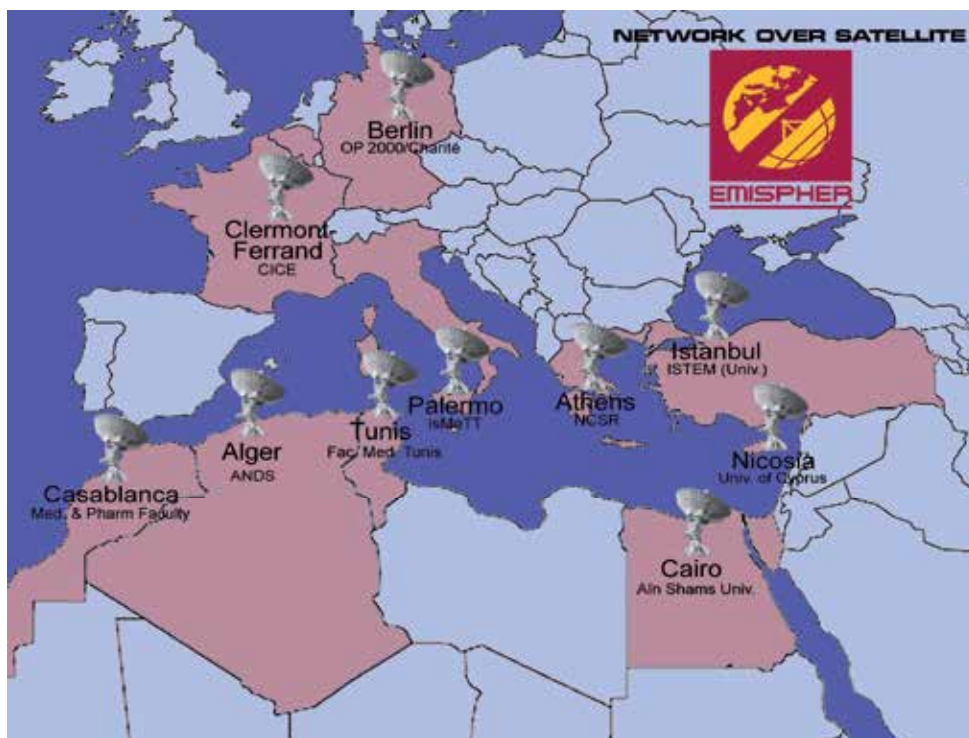 NETWORK OVER SATELLITE
EMISPHER
Berlin
OP 2000/Charité
Clermont
Ferrand
CICE
Istanbul
ISTEM (Univ.)
Athens
NCSR
Palermo
IsMeTT
Tunis
Fac. Med. Tunis
Alger
ANDS
Casablanca
Med. & Pharm Faculty
Nicosia
Univ. of Cyprus
Cairo
Ain Shams Univ.